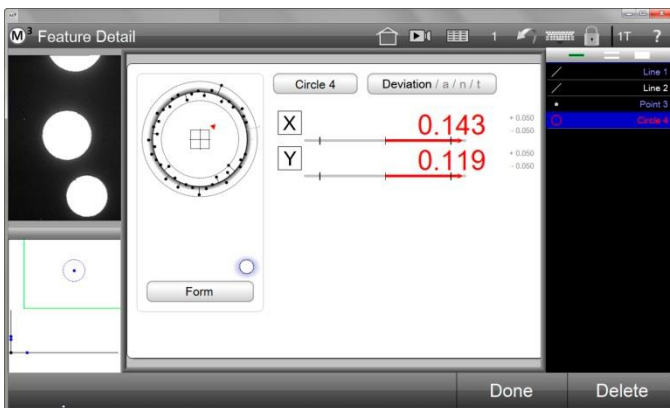 M3
M3 Feature Detail 1 1T ?
Circle 4 Deviation / a / n / t
X 0.143 + 0.050
- 0.050
Y 0.119 + 0.050
- 0.050
Form
Line 1
Line 2
Point 3
Circle 4
Done Delete